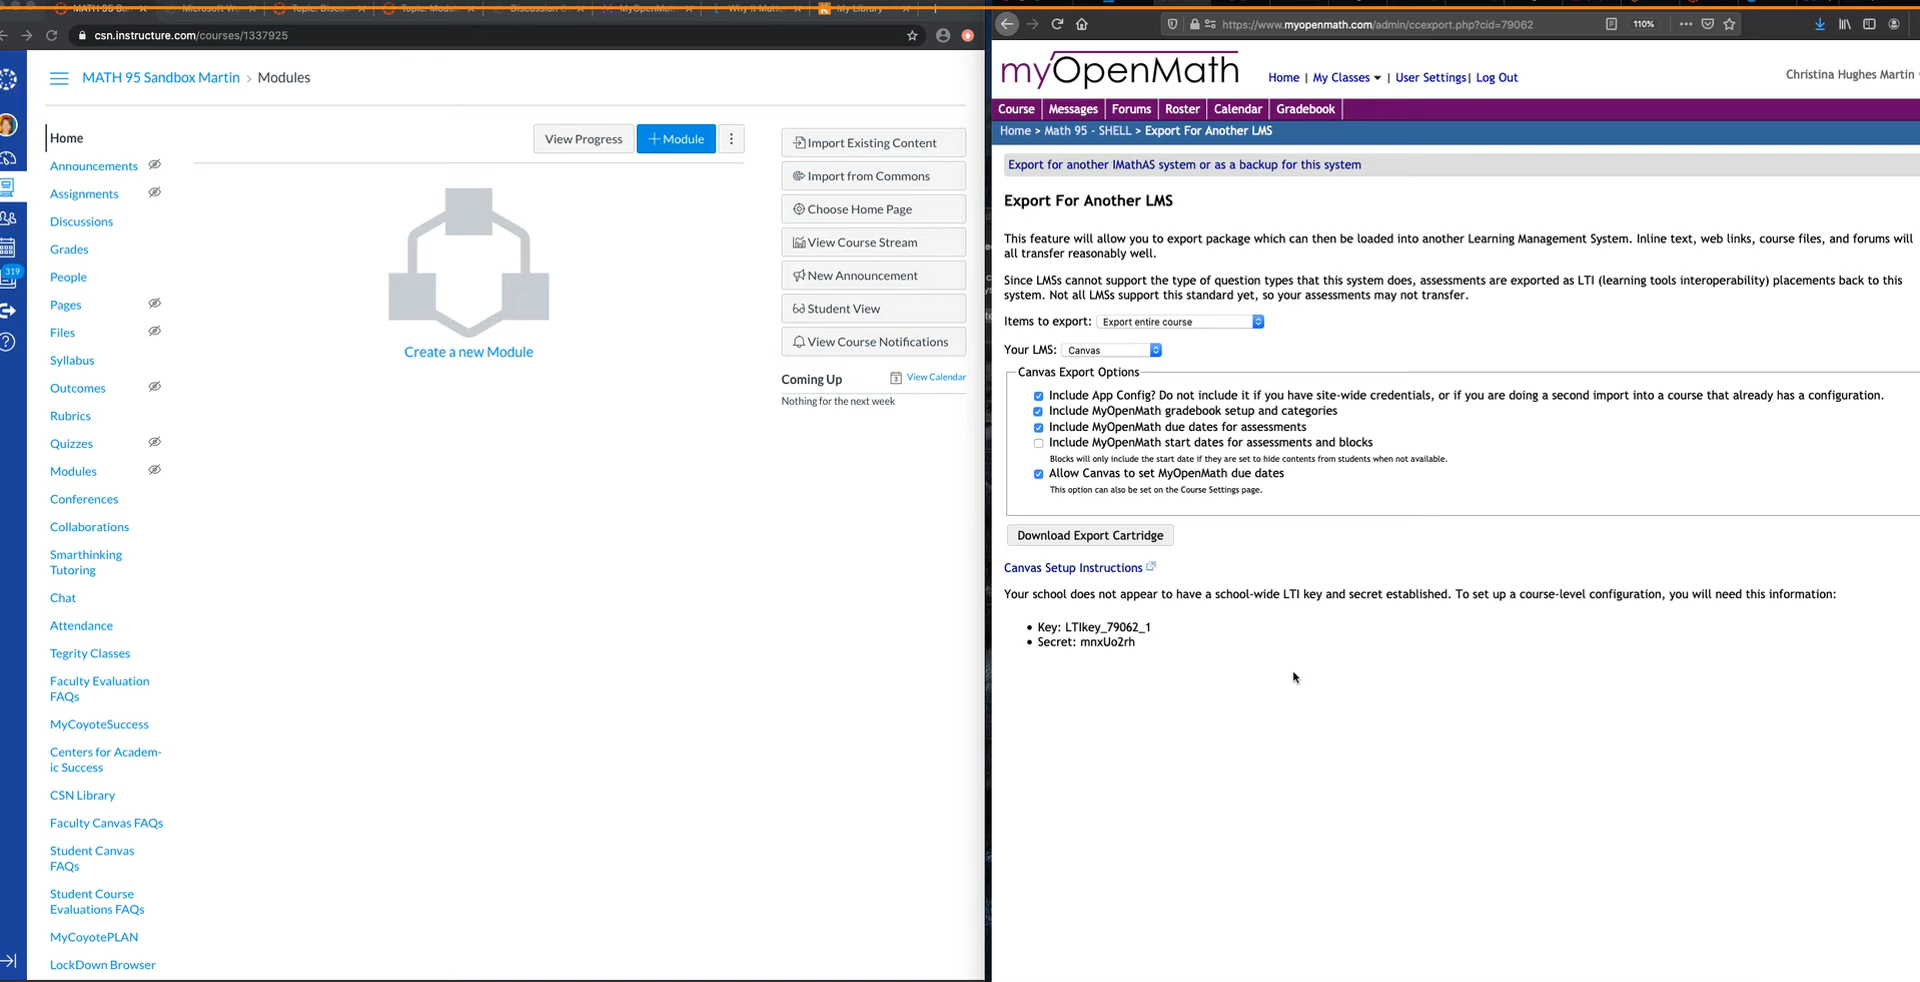 MATH 95 S
Microsoft W
Topic: Disc
Topic: Modu
Discussion
MyOpenMa
Why It Matte
My Library
csn.instructure.com/courses/1337925
MATH 95 Sandbox Martin › Modules
319
Home
Announcements
Assignments
Discussions
Grades
People
Pages
Files
Syllabus
Outcomes
Rubrics
Quizzes
Modules
Conferences
Collaborations
Smarthinking
Tutoring
Chat
Attendance
Tegrity Classes
Faculty Evaluation
FAQs
MyCoyoteSuccess
Centers for Academ-
ic Success
CSN Library
Faculty Canvas FAQs
Student Canvas
FAQs
Student Course
Evaluations FAQs
MyCoyotePLAN
LockDown Browser
View Progress
+ Module
Create a new Module
Import Existing Content
Import from Commons
Choose Home Page
View Course Stream
New Announcement
Student View
View Course Notifications
Coming Up
View Calendar
Nothing for the next week
https://www.myopenmath.com/admin/ccexport.php?cid=79062
110%
myOpenMath
Home | My Classes | User Settings | Log Out
Christina Hughes Martin
Course
Messages
Forums
Roster
Calendar
Gradebook
Home > Math 95 - SHELL > Export For Another LMS
Export for another IMathAS system or as a backup for this system
Export For Another LMS
This feature will allow you to export package which can then be loaded into another Learning Management System. Inline text, web links, course files, and forums will
all transfer reasonably well.
Since LMSs cannot support the type of question types that this system does, assessments are exported as LTI (learning tools interoperability) placements back to this
system. Not all LMSs support this standard yet, so your assessments may not transfer.
Items to export: Export entire course
Your LMS: Canvas
Canvas Export Options
Include App Config? Do not include it if you have site-wide credentials, or if you are doing a second import into a course that already has a configuration.
Include MyOpenMath gradebook setup and categories
Include MyOpenMath due dates for assessments
Include MyOpenMath start dates for assessments and blocks
Blocks will only include the start date if they are set to hide contents from students when not available.
Allow Canvas to set MyOpenMath due dates
This option can also be set on the Course Settings page.
Download Export Cartridge
Canvas Setup Instructions
Your school does not appear to have a school-wide LTI key and secret established. To set up a course-level configuration, you will need this information:
• Key: LTIkey_79062_1
• Secret: mnxUo2rh